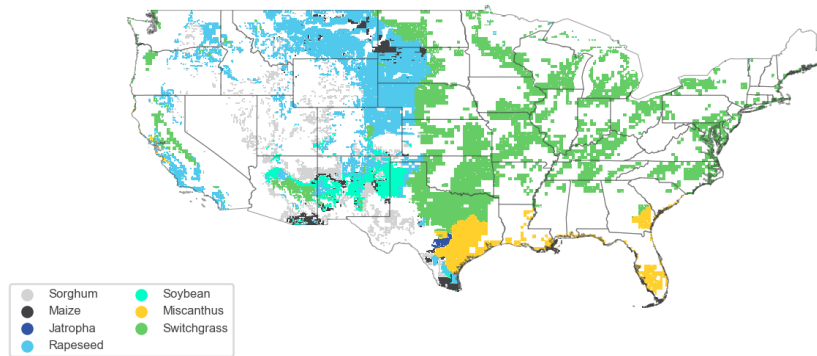 Sorghum
Maize
Jatropha
Rapeseed
Soybean
Miscanthus
Switchgrass